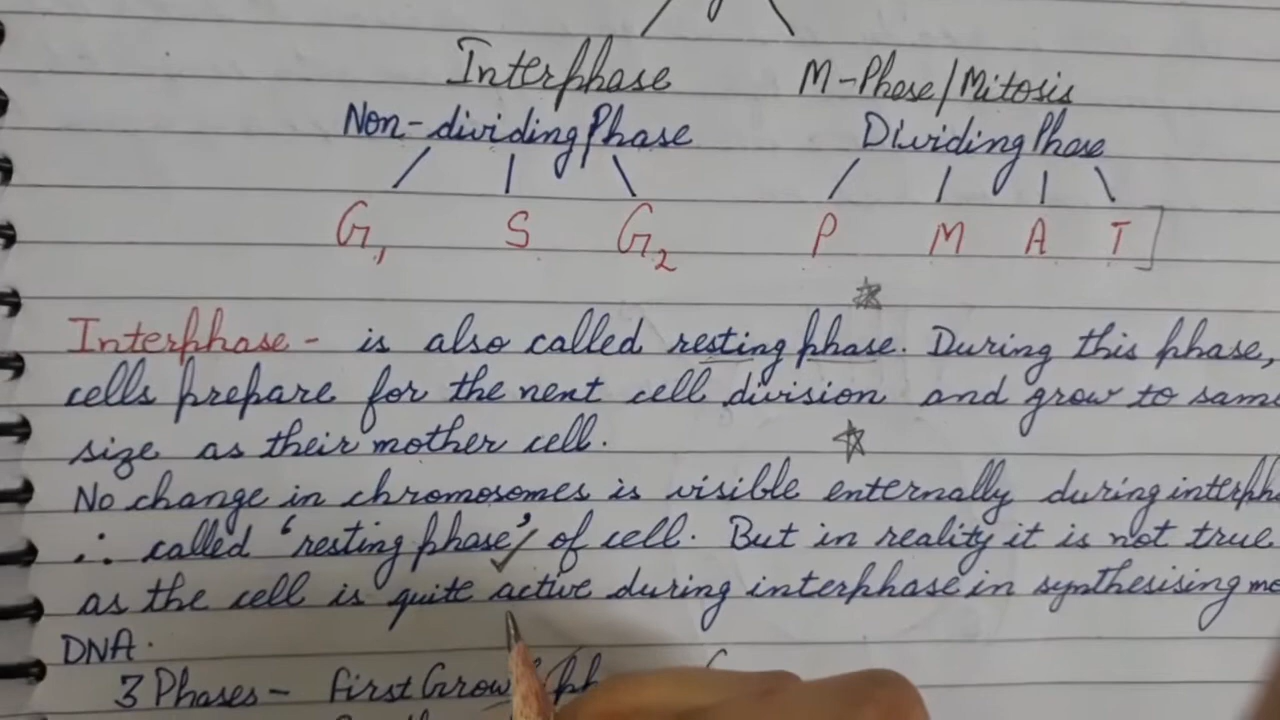 Interphase M-Phase/Mitosis
Non-dividing Phase Dividing Phase
G1 S G2 P M A T
Interphase - is also called resting phase. During this phase,
cells prepare for the next cell division and grow to same
size as their mother cell.
No change in chromosomes is visible externally during interph
∴ called 'resting phase' of cell. But in reality it is not true
as the cell is quite active during interphase in synthesising
DNA.
3 Phases - First Grow